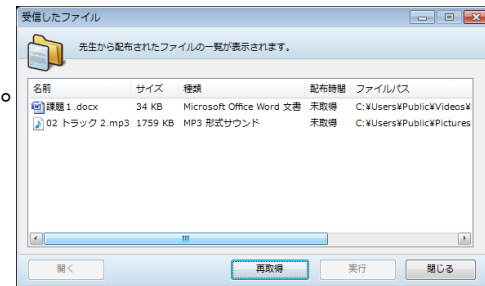 受信したファイル
先生から配布されたファイルの一覧が表示されます。
。
名前 サイズ 種類 配布時間 ファイルパス
課題1.docx 34 KB Microsoft Office Word 文書 未取得 C:¥Users¥Public¥Videos¥
02 トラック 2.mp3 1759 KB MP3 形式サウンド 未取得 C:¥Users¥Public¥Pictures
開く 再取得 実行 閉じる